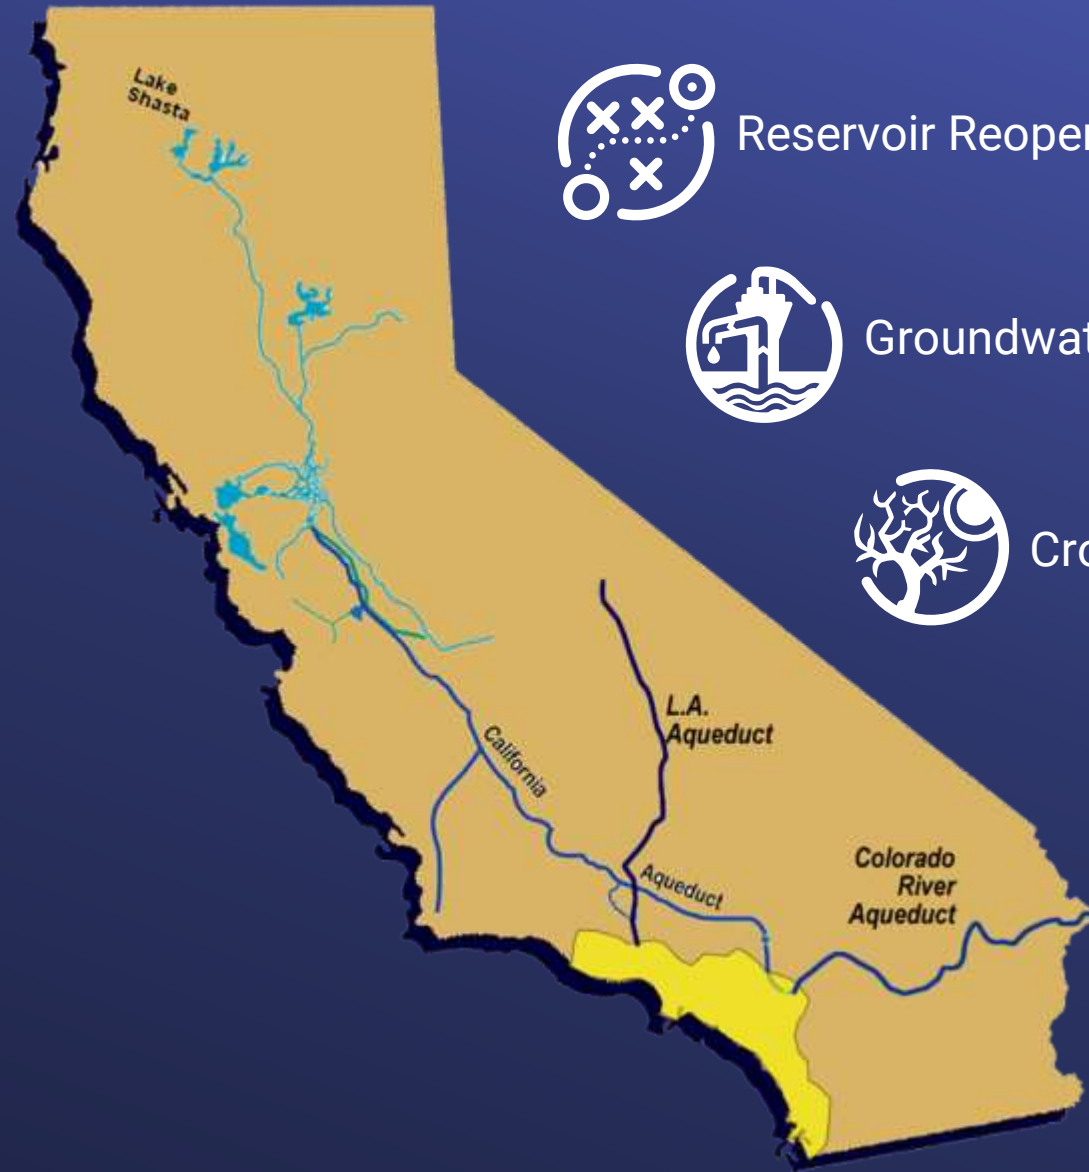 Lake
Shasta
Reservoir Reoper
Groundwat
Cro
L.A.
Aqueduct
California
Aqueduct
Colorado
River
Aqueduct